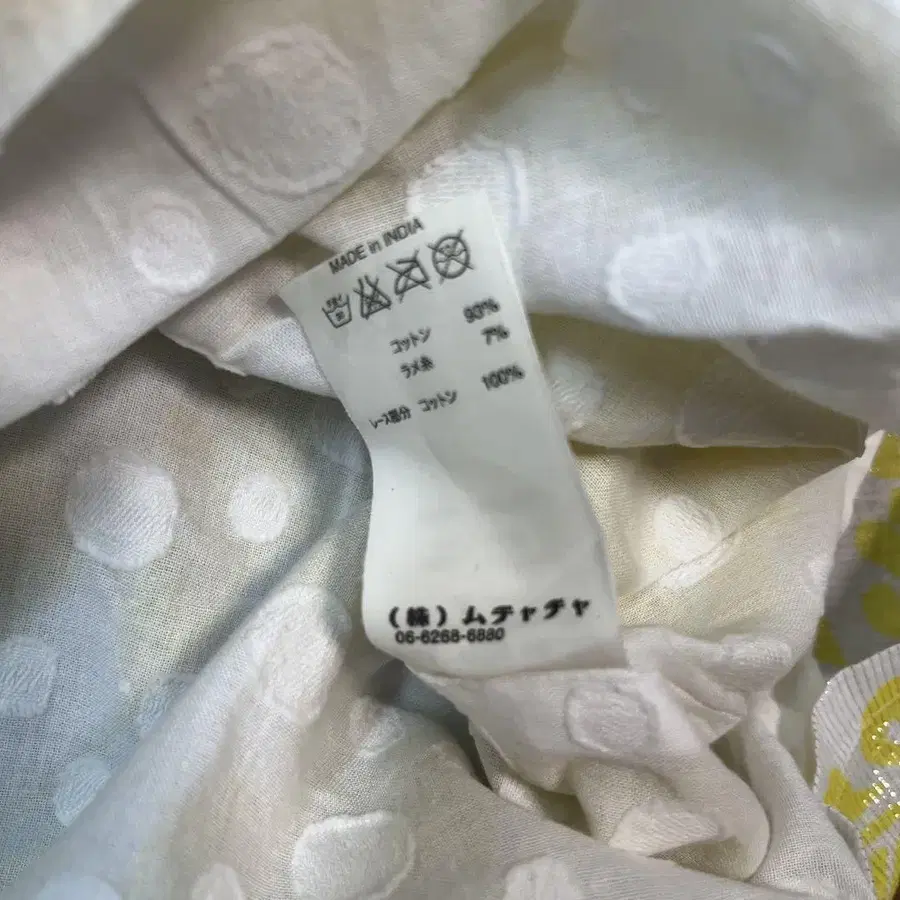 MADE in INDIA
コットン 93%
ラメ糸 7%
レース部分 コットン 100%
(株)ムチャチャ
06-6268-6880